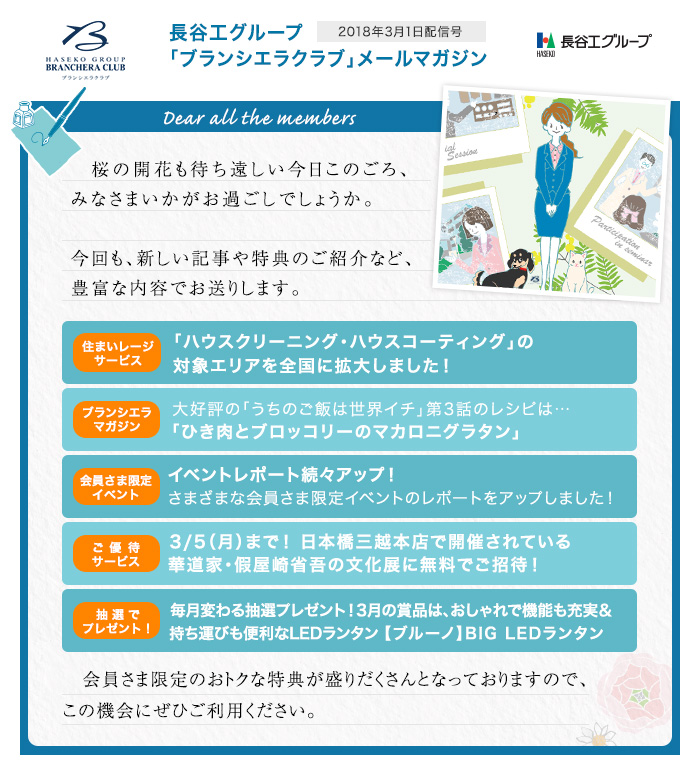 HASEKO GROUP
BRANCHERA CLUB
ブランシエラクラブ
長谷工グループ
2018年3月1日配信号
「ブランシエラクラブ」メールマガジン
HASEKO
長谷工グループ
Dear all the members
桜の開花も待ち遠しい今日このごろ、
みなさまいかがお過ごしでしょうか。
Session
Participation
in seminar
今回も、新しい記事や特典のご紹介など、
豊富な内容でお送りします。
住まいレージ
サービス
「ハウスクリーニング・ハウスコーティング」の
対象エリアを全国に拡大しました！
ブランシエラ
マガジン
大好評の「うちのご飯は世界イチ」第3話のレシピは…
「ひき肉とブロッコリーのマカロニグラタン」
会員さま限定
イベント
イベントレポート続々アップ！
さまざまな会員さま限定イベントのレポートをアップしました！
ご優待
サービス
3/5（月）まで！ 日本橋三越本店で開催されている
華道家・假屋崎省吾の文化展に無料でご招待！
抽選で
プレゼント！
毎月変わる抽選プレゼント！3月の賞品は、おしゃれで機能も充実＆
持ち運びも便利なLEDランタン【ブルーノ】BIG LEDランタン
会員さま限定のおトクな特典が盛りだくさんとなっておりますので、
この機会にぜひご利用ください。